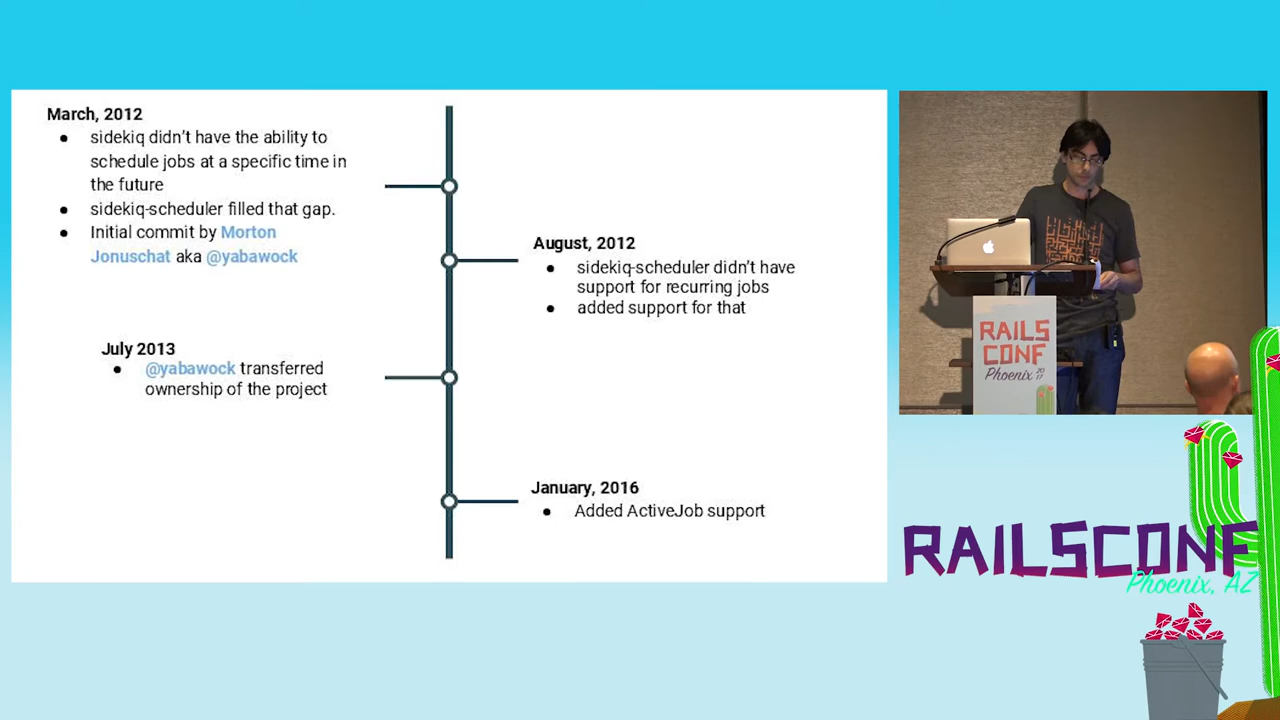 March, 2012
● sidekiq didn't have the ability to
schedule jobs at a specific time in
the future
● sidekiq-scheduler filled that gap.
● Initial commit by Morton
Jonuschat aka @yabawock
August, 2012
● sidekiq-scheduler didn't have
support for recurring jobs
● added support for that
July 2013
● @yabawock transferred
ownership of the project
January, 2016
● Added ActiveJob support
RAILS
CONF
Phoenix 20
17
RAILSCONF
Phoenix, AZ